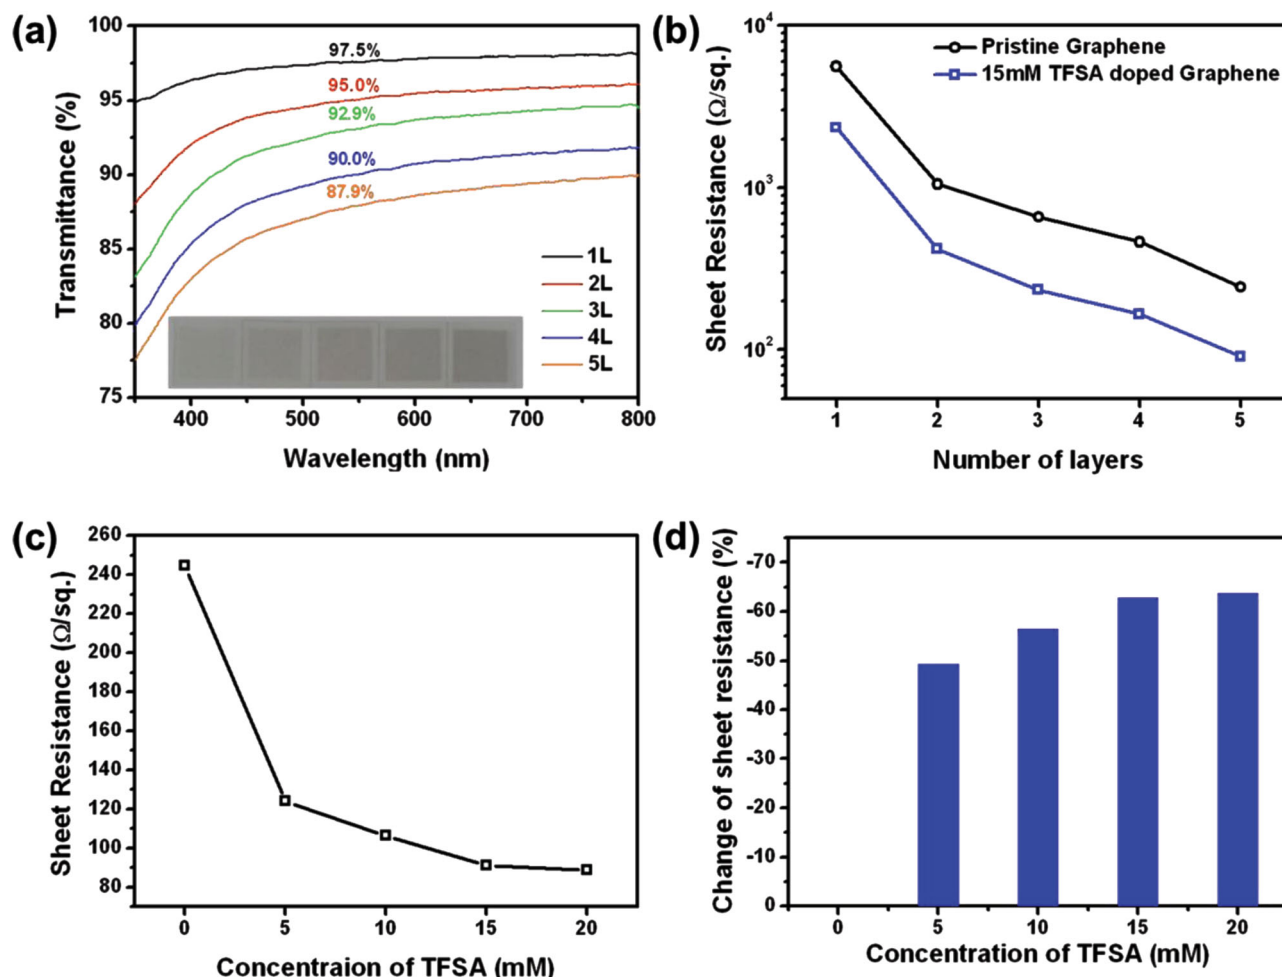 (a)
100
95
90
85
80
75
Transmittance (%)
97.5%
95.0%
92.9%
90.0%
87.9%
1L
2L
3L
4L
5L
400
500
600
700
800
Wavelength (nm)
(b)
10⁴
10³
10²
Sheet Resistance (Ω/sq.)
Pristine Graphene
15mM TFSA doped Graphene
1
2
3
4
5
Number of layers
(c)
260
240
220
200
180
160
140
120
100
80
Sheet Resistance (Ω/sq.)
0
5
10
15
20
Concentraion of TFSA (mM)
(d)
-70
-60
-50
-40
-30
-20
-10
0
Change of sheet resistance (%)
0
5
10
15
20
Concentration of TFSA (mM)